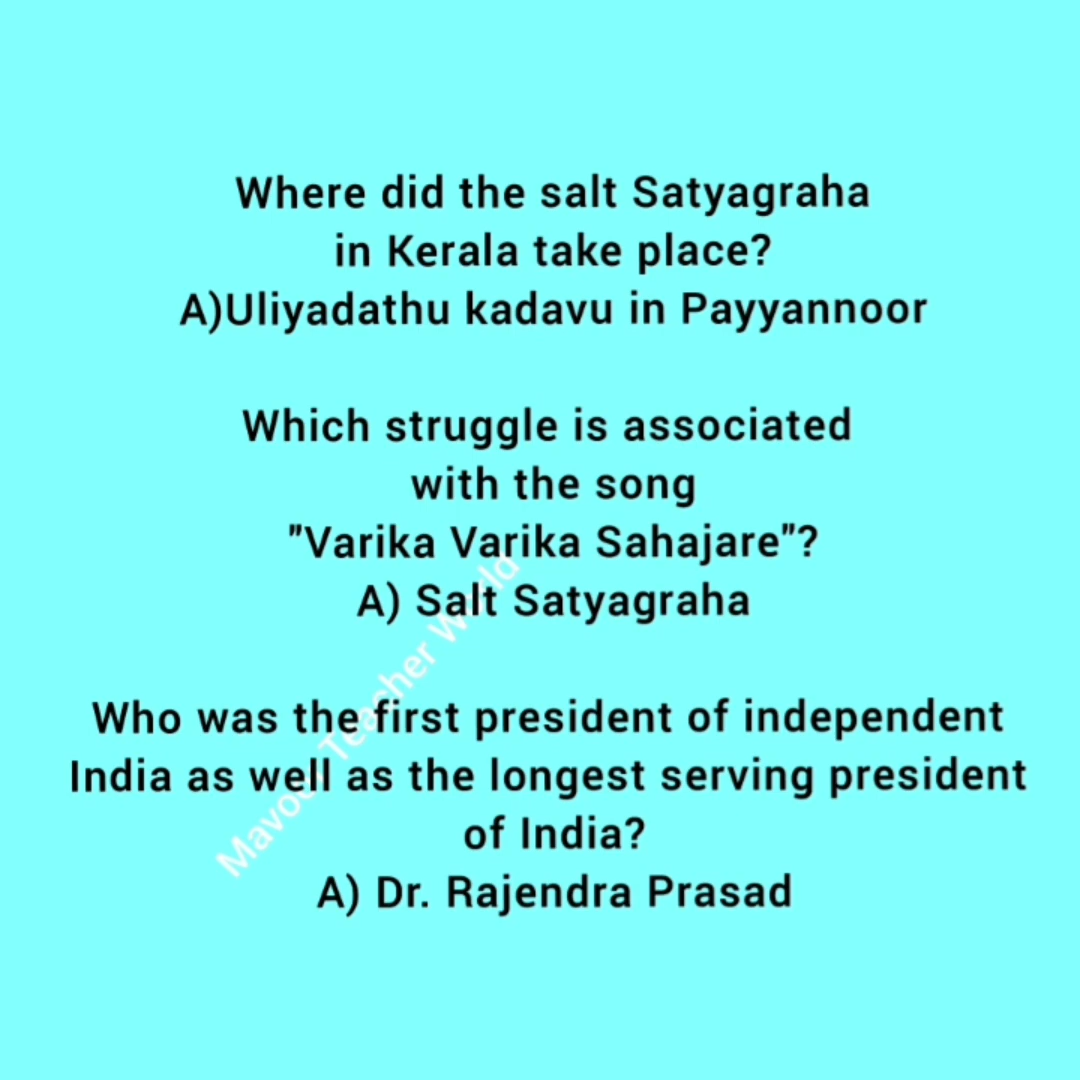 Where did the salt Satyagraha
in Kerala take place?
A)Uliyadathu kadavu in Payyannoor
Which struggle is associated
with the song
"Varika Varika Sahajare"?
A) Salt Satyagraha
Who was the first president of independent
India as well as the longest serving president
of India?
A) Dr. Rajendra Prasad
Mavoor Teacher World